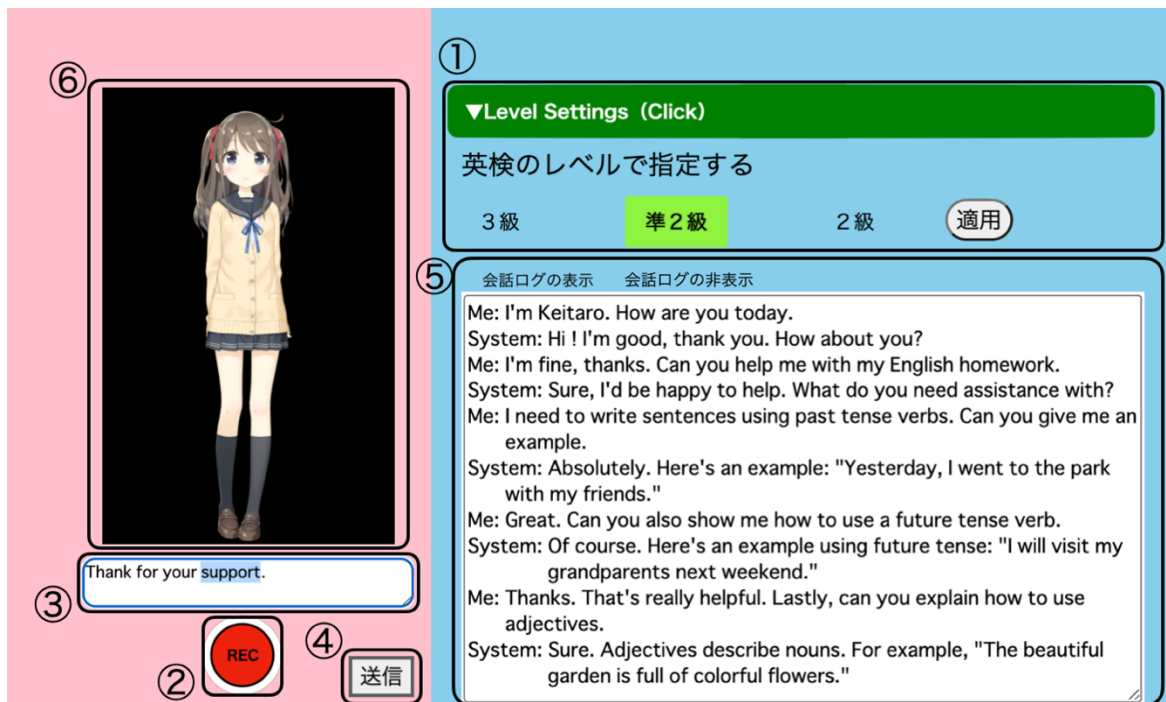 ⑥
Thank for your support.
③
②
REC
④
送信
①
▼Level Settings（Click）
英検のレベルで指定する
３級 準２級 ２級 適用
⑤
会話ログの表示 会話ログの非表示
Me: I'm Keitaro. How are you today.
System: Hi ! I'm good, thank you. How about you?
Me: I'm fine, thanks. Can you help me with my English homework.
System: Sure, I'd be happy to help. What do you need assistance with?
Me: I need to write sentences using past tense verbs. Can you give me an
example.
System: Absolutely. Here's an example: "Yesterday, I went to the park
with my friends."
Me: Great. Can you also show me how to use a future tense verb.
System: Of course. Here's an example using future tense: "I will visit my
grandparents next weekend."
Me: Thanks. That's really helpful. Lastly, can you explain how to use
adjectives.
System: Sure. Adjectives describe nouns. For example, "The beautiful
garden is full of colorful flowers."